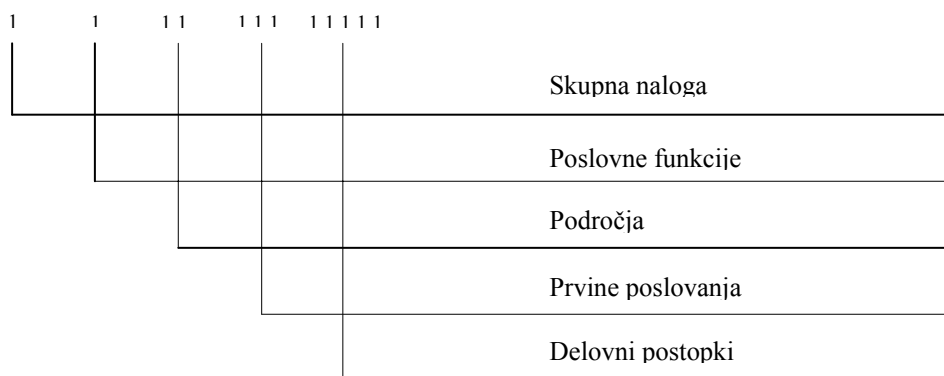 1 1 1 1 1 1 1 1 1 1 1 1
Skupna naloga
Poslovne funkcije
Področja
Prvine poslovanja
Delovni postopki